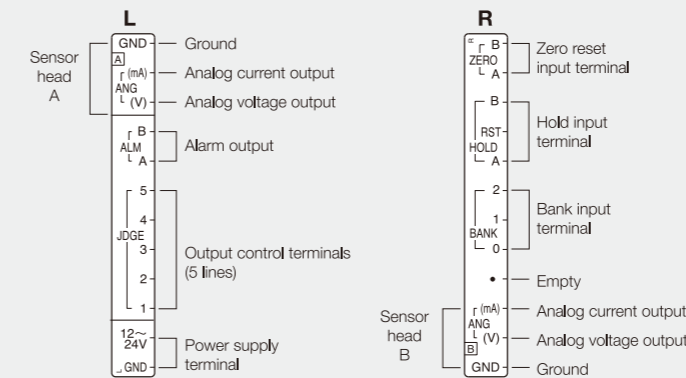 L
GND
Ground
Sensor
head
A
A
(mA)
Analog current output
ANG
(V)
Analog voltage output
B
ALM
Alarm output
A
5
4
JDGE
3
Output control terminals
(5 lines)
2
1
12～
24V
Power supply
terminal
GND
R
R
B
Zero reset
input terminal
ZERO
A
B
RST
Hold input
terminal
HOLD
A
2
1
Bank input
terminal
BANK
0
•
Empty
Sensor
head
B
(mA)
Analog current output
ANG
(V)
Analog voltage output
B
GND
Ground